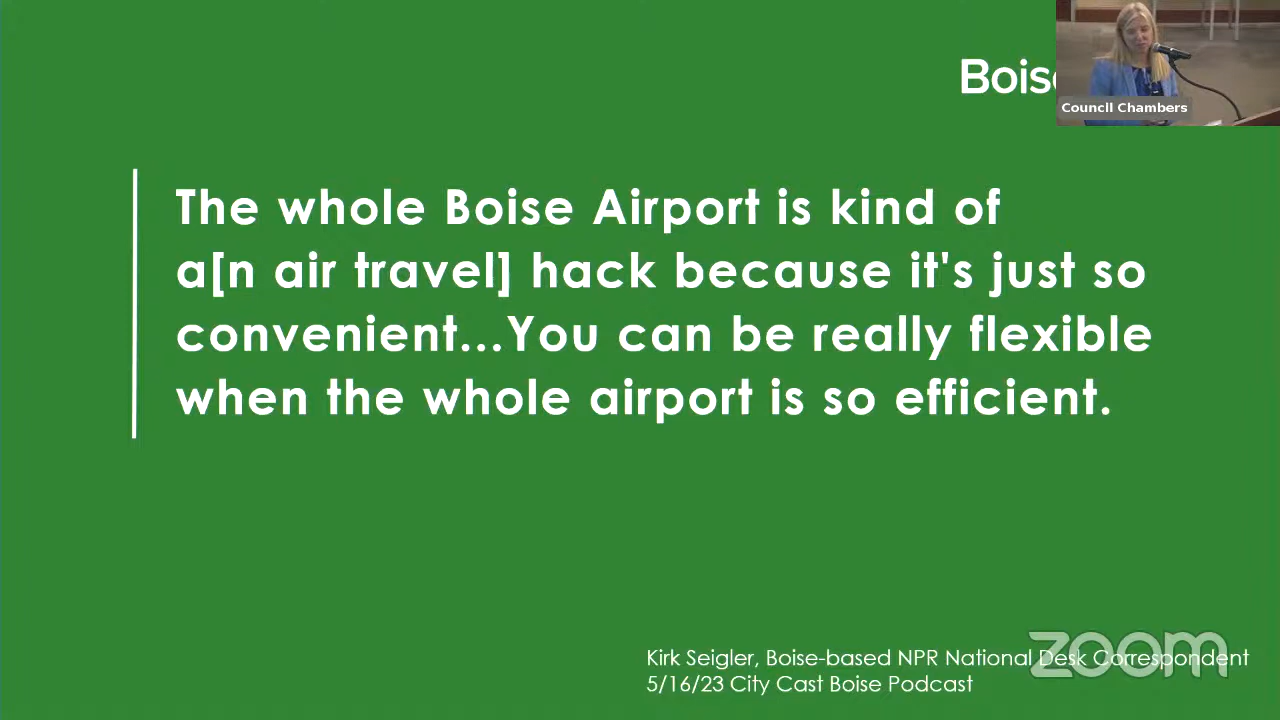 Council Chambers
The whole Boise Airport is kind of
a[n air travel] hack because it's just so
convenient...You can be really flexible
when the whole airport is so efficient.
Kirk Seigler, Boise-based NPR National Desk Correspondent
5/16/23 City Cast Boise Podcast
zoom